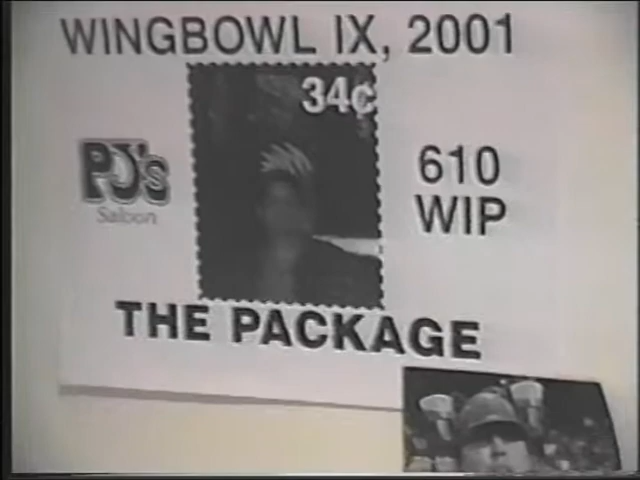 WINGBOWL IX, 2001
34¢
PJ's
Saloon
610
WIP
THE PACKAGE